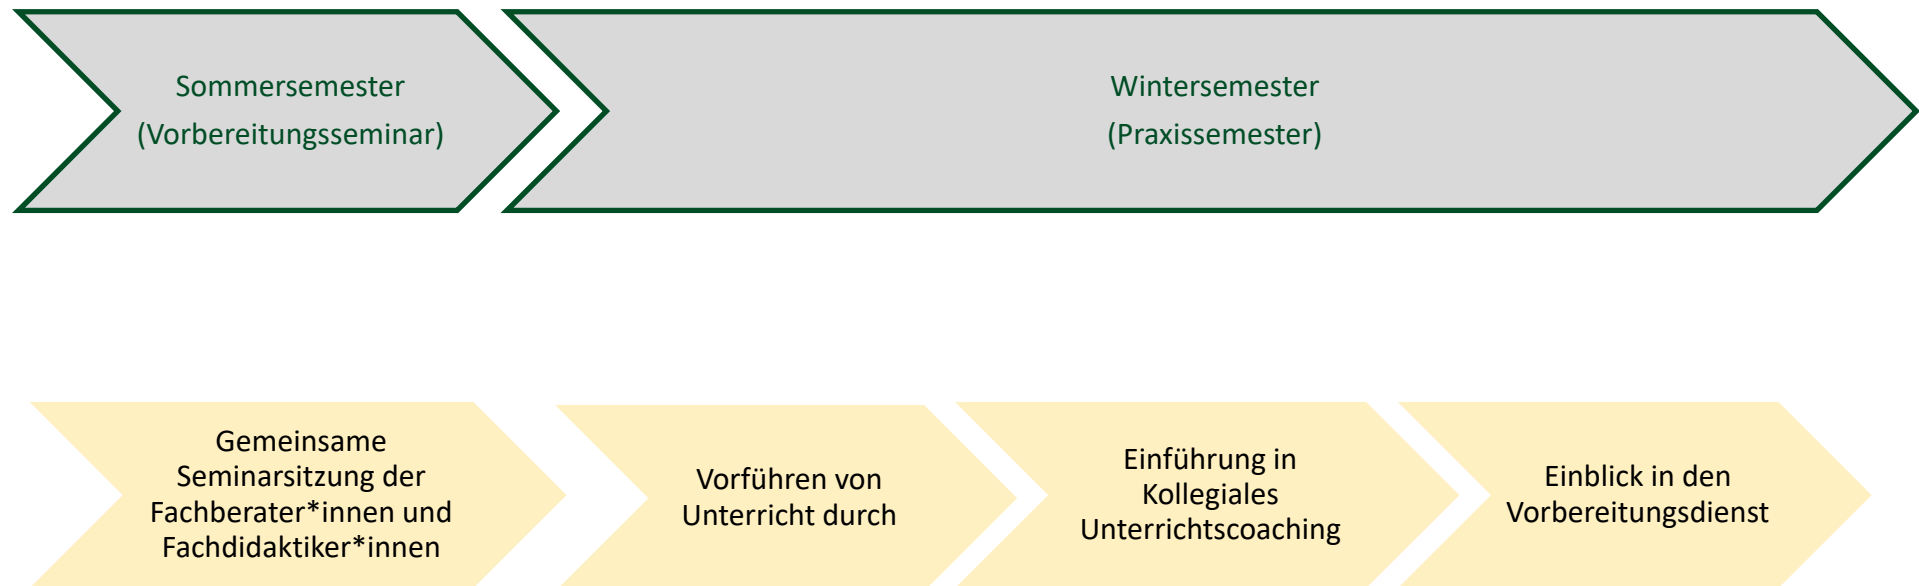 Sommersemester
(Vorbereitungsseminar)
Wintersemester
(Praxissemester)
Gemeinsame
Seminarsitzung der
Fachberater*innen und
Fachdidaktiker*innen
Vorführen von
Unterricht durch
Einführung in
Kollegiales
Unterrichtscoaching
Einblick in den
Vorbereitungsdienst